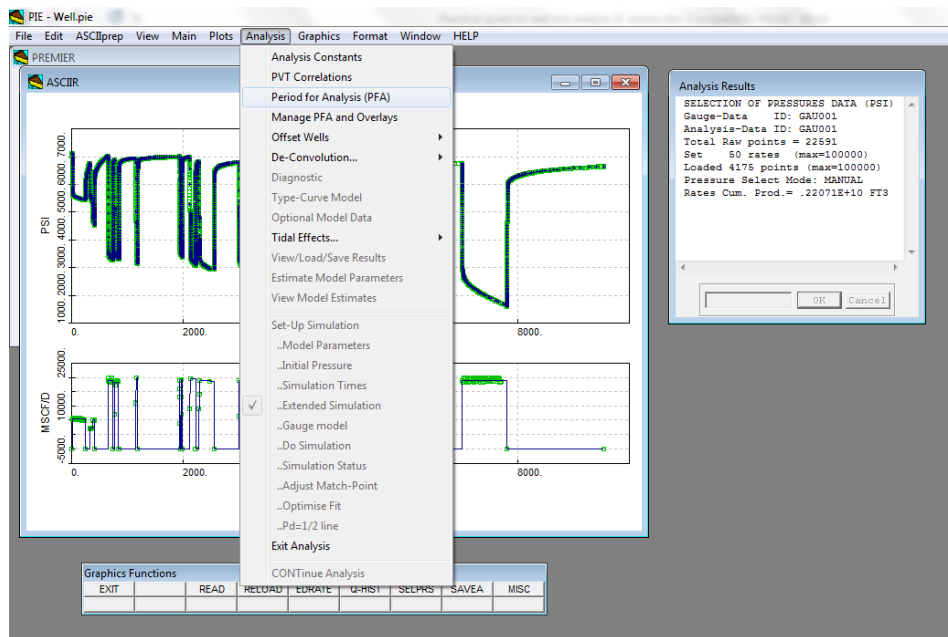 PIE - Well.pie
File Edit ASCIIprep View Main Plots Analysis Graphics Format Window HELP
PREMIER
ASCIIR
PSI
1000. 2000. 3000. 4000. 5000. 6000. 7000.
0. 2000. 8000.
MSCF/D
-5000. 10000. 25000.
0. 2000. 8000.
Analysis Constants
PVT Correlations
Period for Analysis (PFA)
Manage PFA and Overlays
Offset Wells
De-Convolution...
Diagnostic
Type-Curve Model
Optional Model Data
Tidal Effects...
View/Load/Save Results
Estimate Model Parameters
View Model Estimates
Set-Up Simulation
..Model Parameters
..Initial Pressure
..Simulation Times
..Extended Simulation
..Gauge model
..Do Simulation
..Simulation Status
..Adjust Match-Point
..Optimise Fit
..Pd=1/2 line
Exit Analysis
CONTinue Analysis
Analysis Results
SELECTION OF PRESSURES DATA (PSI)
Gauge-Data ID: GAU001
Analysis-Data ID: GAU001
Total Raw points = 22591
Set 50 rates (max=100000)
Loaded 4175 points (max=100000)
Pressure Select Mode: MANUAL
Rates Cum. Prod.= .22071E+10 FT3
OK Cancel
Graphics Functions
EXIT READ RELOAD EDRATE Q-HIST SELPRS SAVEA MISC